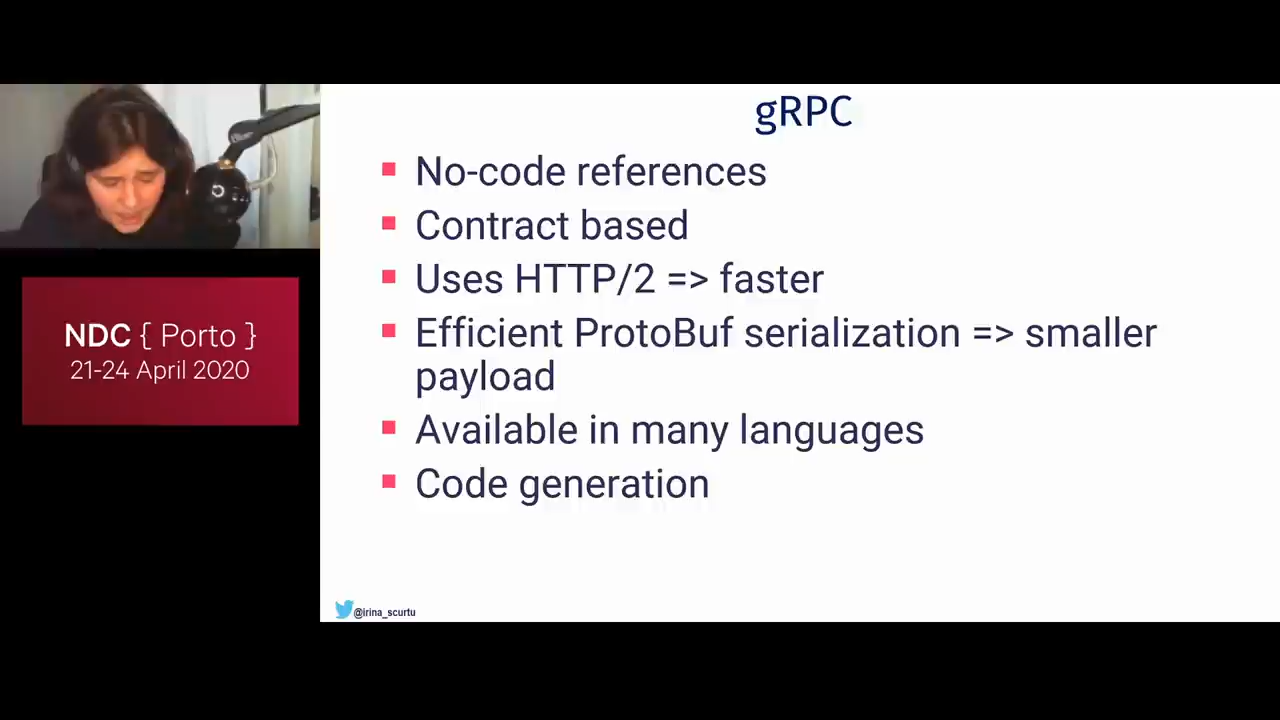 gRPC
No-code references
Contract based
Uses HTTP/2 => faster
Efficient ProtoBuf serialization => smaller
payload
Available in many languages
Code generation
NDC { Porto }
21-24 April 2020
@irina_scurtu